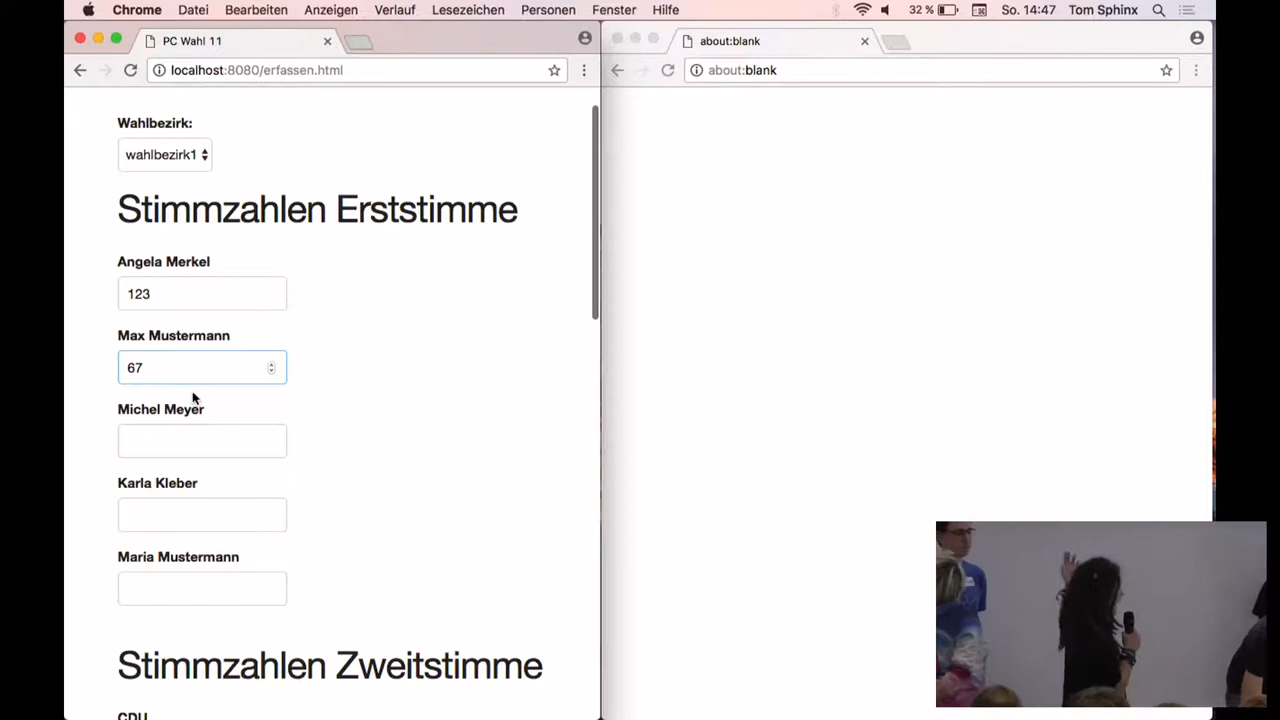 Chrome Datei Bearbeiten Anzeigen Verlauf Lesezeichen Personen Fenster Hilfe 32 % So. 14:47 Tom Sphinx
PC Wahl 11
localhost:8080/erfassen.html
about:blank
about:blank
Wahlbezirk:
wahlbezirk1
Stimmzahlen Erststimme
Angela Merkel
123
Max Mustermann
67
Michel Meyer
Karla Kleber
Maria Mustermann
Stimmzahlen Zweitstimme
CDU